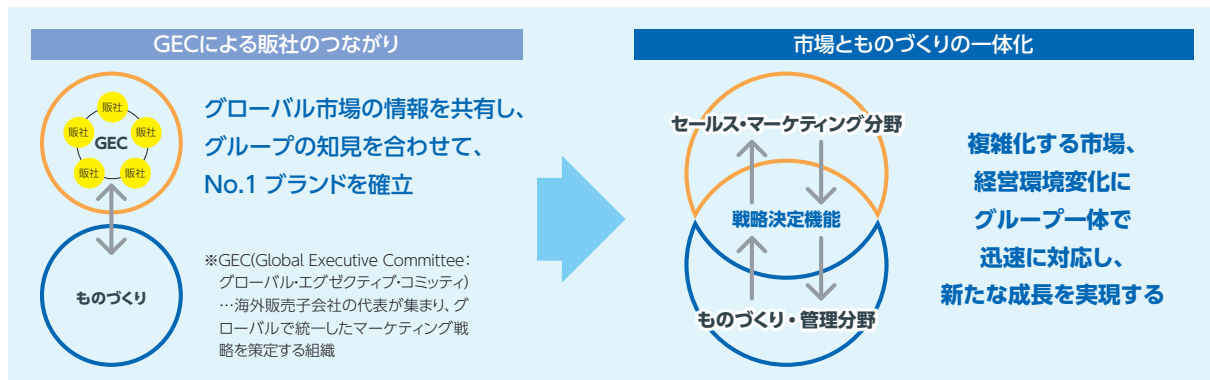 GECによる販社のつながり
販社
販社
GEC
販社
販社
販社
ものづくり
グローバル市場の情報を共有し、
グループの知見を合わせて、
No.1 ブランドを確立
※GEC(Global Executive Committee：
グローバル・エグゼクティブ・コミッティ)
…海外販売子会社の代表が集まり、グ
ローバルで統一したマーケティング戦
略を策定する組織
市場とものづくりの一体化
セールス・マーケティング分野
戦略決定機能
ものづくり・管理分野
複雑化する市場、
経営環境変化に
グループ一体で
迅速に対応し、
新たな成長を実現する